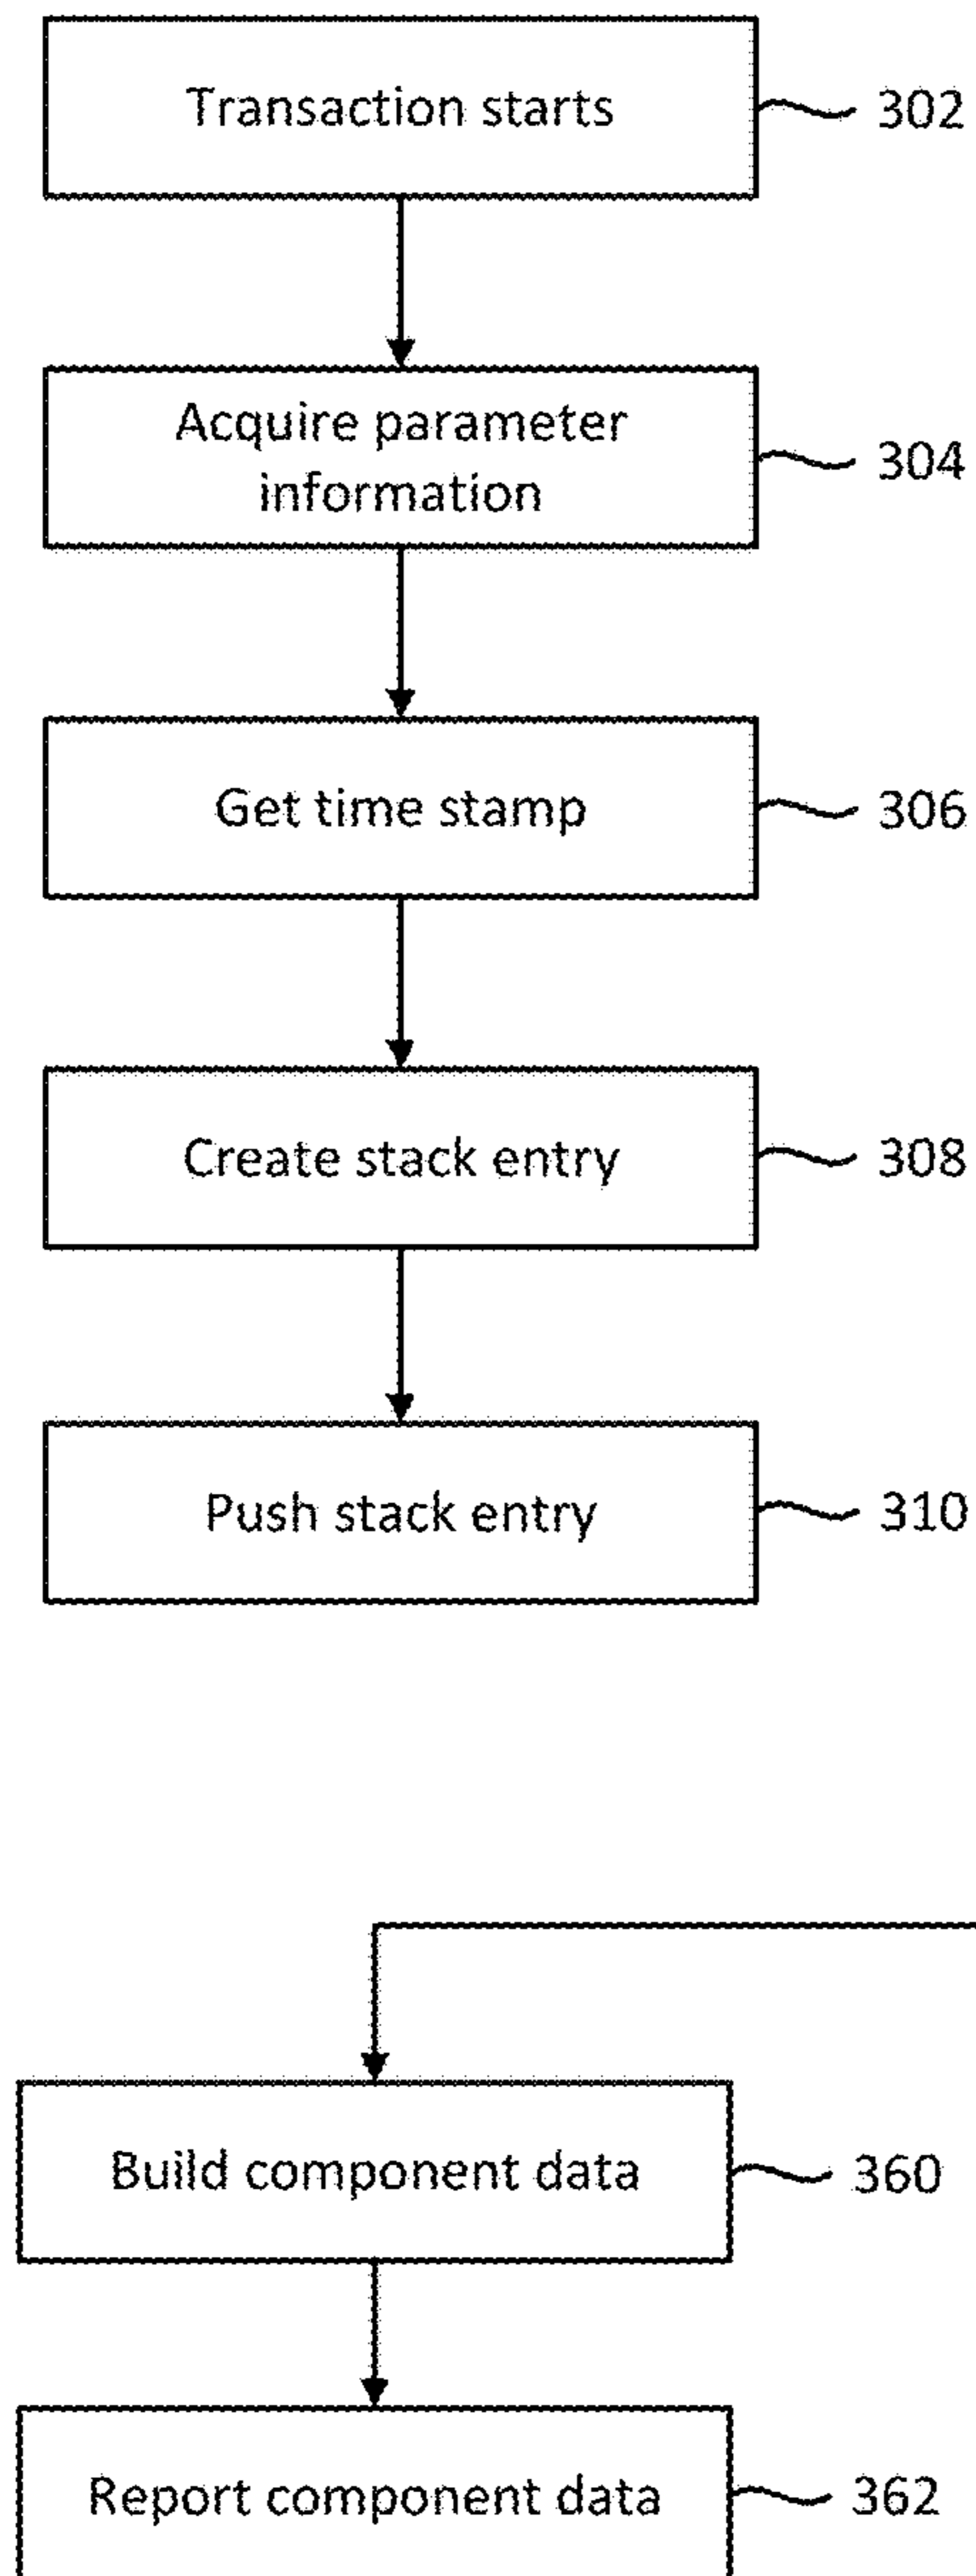 Transaction starts
302
Acquire parameter
information
304
Get time stamp
306
Create stack entry
308
Push stack entry
310
Build component data
360
Report component data
362